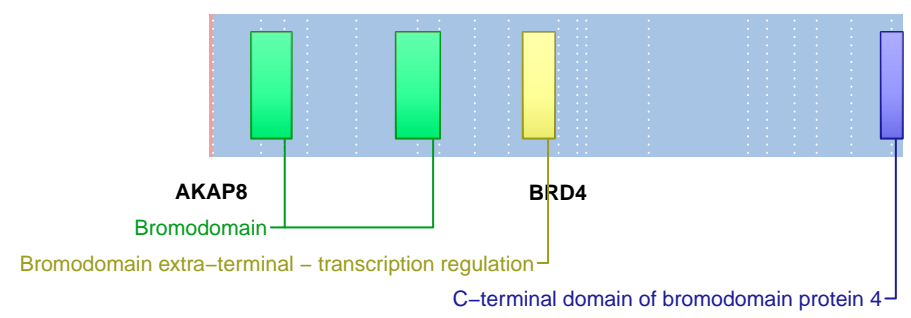 AKAP8 BRD4
Bromodomain
Bromodomain extra−terminal − transcription regulation
C−terminal domain of bromodomain protein 4